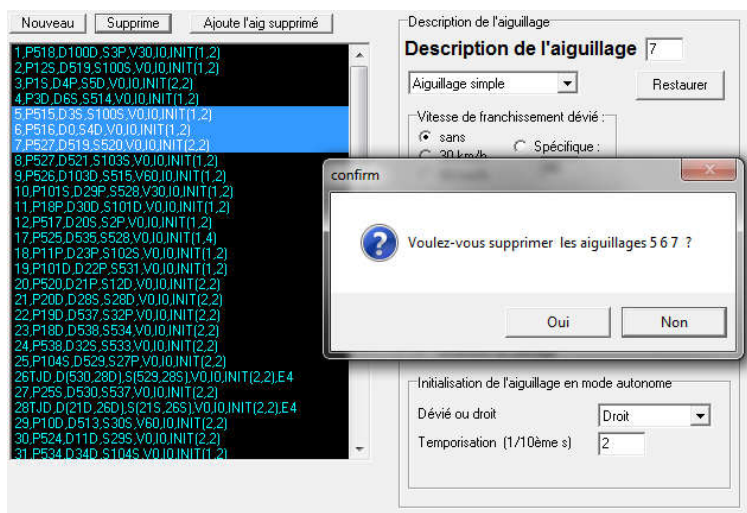 Nouveau
Supprime
Ajoute l'aig supprimé
1,P518,D100D,S3P,V30,I0,INIT(1,2)
2,P12S,D519,S100S,V0,I0,INIT(1,2)
3,P1S,D4P,S5D,V0,I0,INIT(2,2)
4,P3D,D6S,S514,V0,I0,INIT(1,2)
5,P515,D3S,S100S,V0,I0,INIT(1,2)
6,P516,D0,S4D,V0,I0,INIT(1,2)
7,P527,D519,S520,V0,I0,INIT(2,2)
8,P527,D521,S103S,V0,I0,INIT(1,2)
9,P526,D103D,S515,V60,I0,INIT(1,2)
10,P101S,D29P,S528,V30,I0,INIT(1,2)
11,P18P,D30D,S101D,V0,I0,INIT(1,2)
12,P517,D20S,S2P,V0,I0,INIT(1,2)
17,P525,D535,S528,V0,I0,INIT(1,4)
18,P11P,D23P,S102S,V0,I0,INIT(1,2)
19,P101D,D22P,S531,V0,I0,INIT(1,2)
20,P520,D21P,S12D,V0,I0,INIT(2,2)
21,P20D,D28S,S28D,V0,I0,INIT(2,2)
22,P19D,D537,S32P,V0,I0,INIT(2,2)
23,P18D,D538,S534,V0,I0,INIT(2,2)
24,P538,D32S,S533,V0,I0,INIT(2,2)
25,P104S,D529,S27P,V0,I0,INIT(2,2)
26TJD,D(530,28D),S(529,28S),V0,I0,INIT(2,2),E4
27,P25S,D530,S537,V0,I0,INIT(2,2)
28TJD,D(21D,26D),S(21S,26S),V0,I0,INIT(2,2),E4
29,P10D,D513,S30S,V60,I0,INIT(2,2)
30,P524,D11D,S29S,V0,I0,INIT(2,2)
31,P534,D34D,S104S,V0,I0,INIT(1,2)
Description de l'aiguillage
Description de l'aiguillage 7
Aiguillage simple
Restaurer
Vitesse de franchissement dévié :
sans
Spécifique :
30 km/h
confirm
Voulez-vous supprimer les aiguillages 5 6 7 ?
Oui
Non
Initialisation de l'aiguillage en mode autonome
Dévié ou droit
Droit
Temporisation (1/10ème s)
2